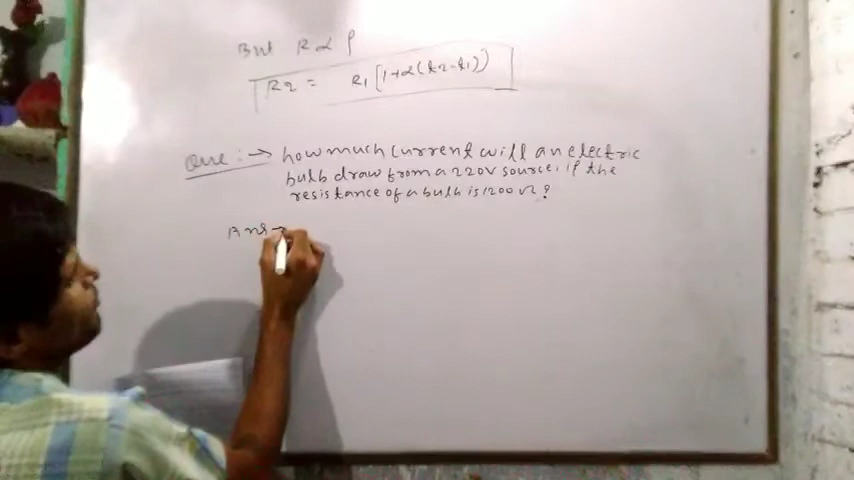 But R α ρ
R2 = R1 [1+α(t2-t1)]
Que :→ how much current will an electric
bulb draw from a 220V source, if the
resistance of a bulb is 1200 Ω?
Ans →